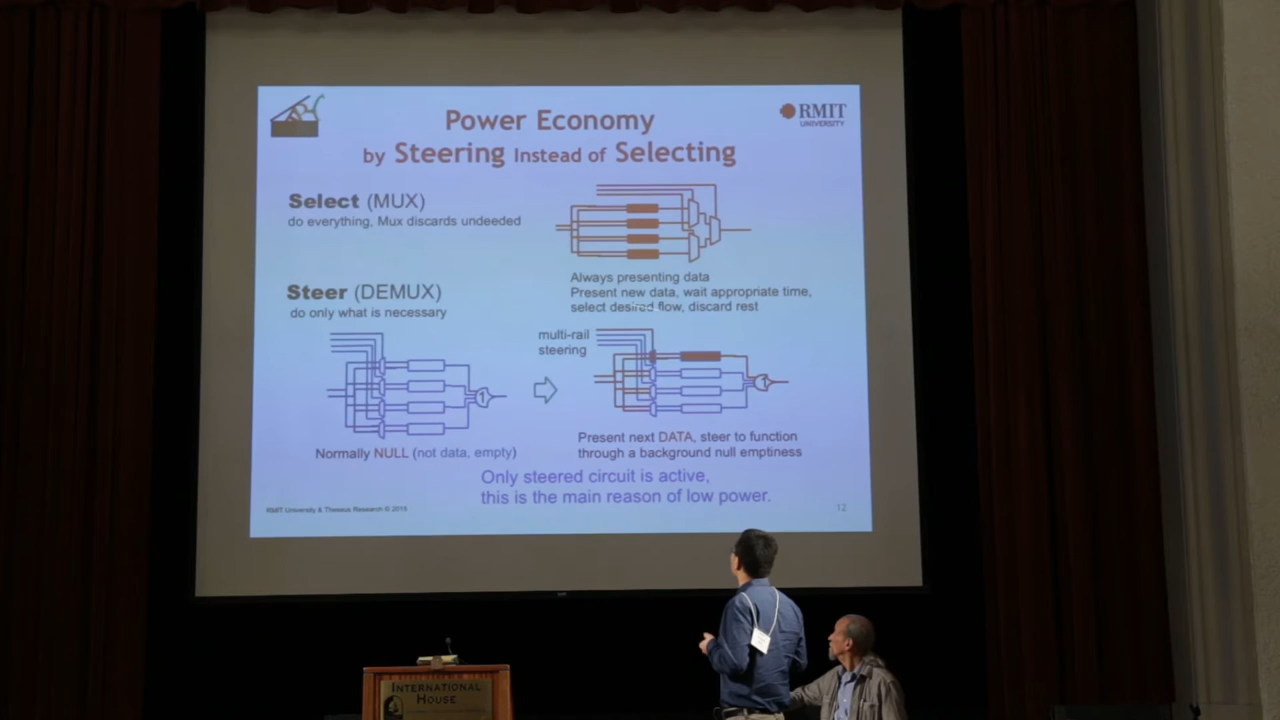 RMIT
UNIVERSITY
Power Economy
by Steering Instead of Selecting
Select (MUX)
do everything, Mux discards undeeded
Always presenting data
Present new data, wait appropriate time,
select desired flow, discard rest
Steer (DEMUX)
do only what is necessary
multi-rail
steering
1
1
Normally NULL (not data, empty)
Present next DATA, steer to function
through a background null emptiness
Only steered circuit is active,
this is the main reason of low power.
RMIT University & Theseus Research © 2015
12
INTERNATIONAL
HOUSE